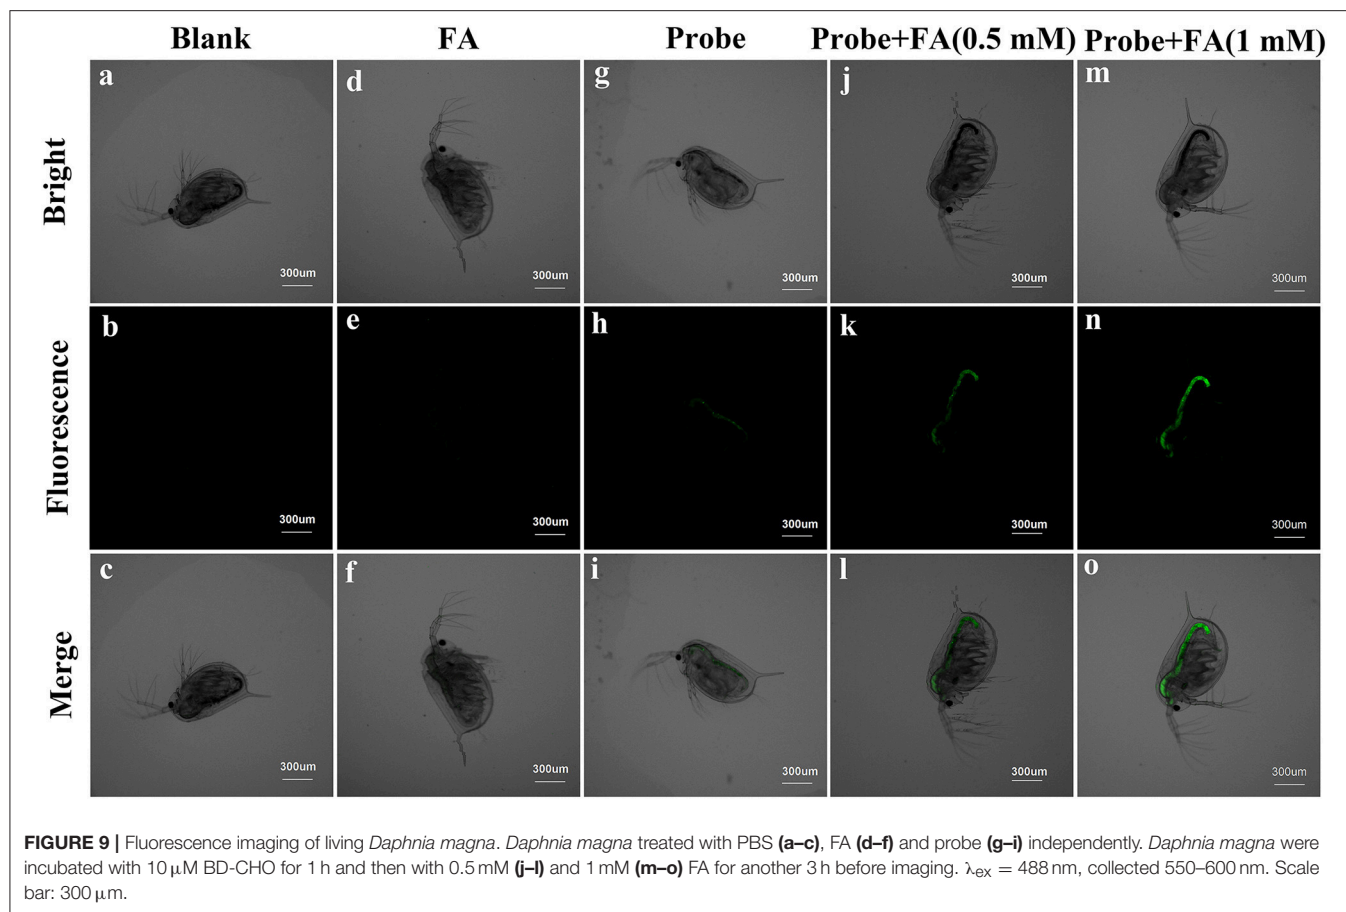 Blank FA Probe Probe+FA(0.5 mM) Probe+FA(1 mM)
Bright
a d g j m
300um 300um 300um 300um 300um
Fluorescence
b e h k n
300um 300um 300um 300um 300um
Merge
c f i l o
300um 300um 300um 300um 300um
FIGURE 9 | Fluorescence imaging of living Daphnia magna. Daphnia magna treated with PBS (a–c), FA (d–f) and probe (g–i) independently. Daphnia magna were
incubated with 10 μM BD-CHO for 1 h and then with 0.5 mM (j–l) and 1 mM (m–o) FA for another 3 h before imaging. λex = 488 nm, collected 550–600 nm. Scale
bar: 300 μm.